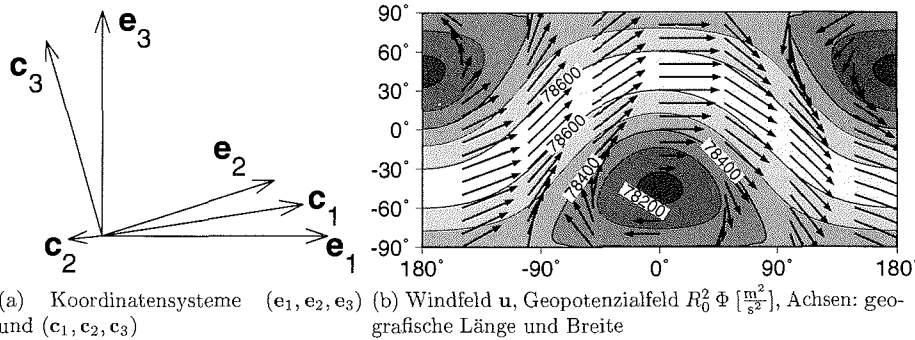 e₃
c₃
e₂
c₁
c₂
e₁
90°
60°
30°
0°
-30°
-60°
-90°
180°
-90°
0°
90°
180°
78600
78600
78400
78400
78200
(a) Koordinatensysteme (e₁, e₂, e₃)
und (c₁, c₂, c₃)
(b) Windfeld u, Geopotenzialfeld R₀² Φ [m²/s²], Achsen: geo-
grafische Länge und Breite